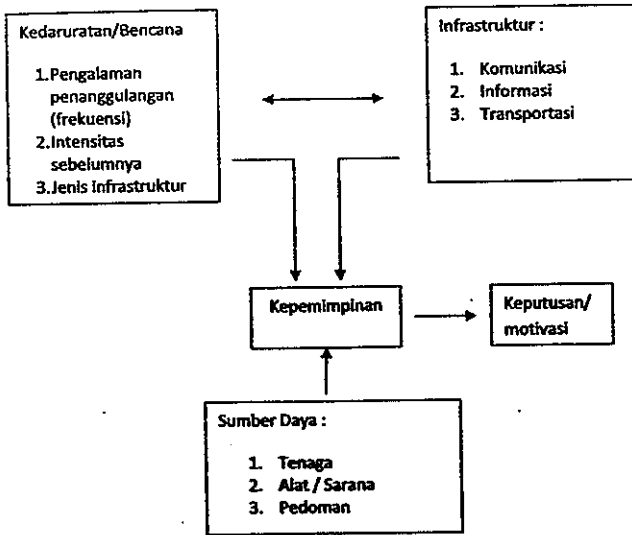 Kedaruratan/Bencana
1.Pengalaman
penanggulangan
(frekuensi)
2.Intensitas
sebelumnya
3.Jenis Infrastruktur
Infrastruktur :
1. Komunikasi
2. Informasi
3. Transportasi
Kepemimpinan
Keputusan/
motivasi
Sumber Daya :
1. Tenaga
2. Alat / Sarana
3. Pedoman